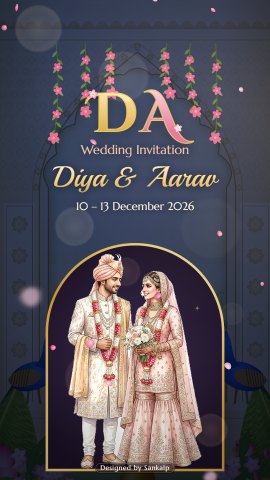 DA
Wedding Invitation
Diya & Aarav
10 – 13 December 2026
Designed by Sankalp